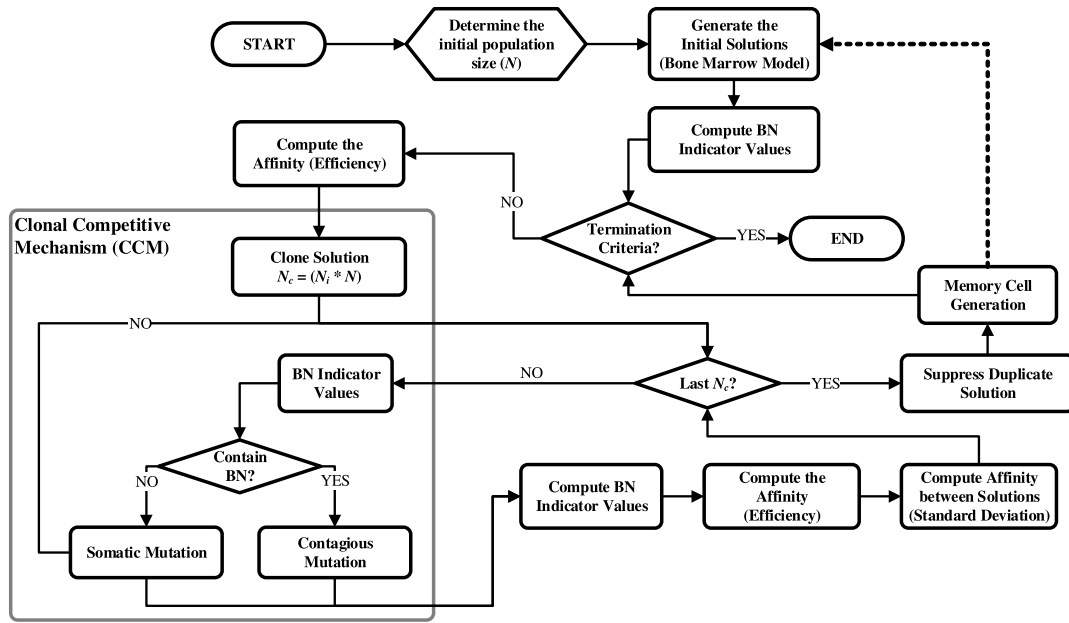 START
Determine the
initial population
size (N)
Generate the
Initial Solutions
(Bone Marrow Model)
Compute BN
Indicator Values
Compute the
Affinity (Efficiency)
NO
Termination
Criteria?
YES
END
Clonal Competitive
Mechanism (CCM)
Clone Solution
Nc = (Ni * N)
Memory Cell
Generation
NO
BN Indicator
Values
NO
Last Nc?
YES
Suppress Duplicate
Solution
Contain
BN?
NO
YES
Compute BN
Indicator Values
Compute the
Affinity
(Efficiency)
Compute Affinity
between Solutions
(Standard Deviation)
Somatic Mutation
Contagious
Mutation